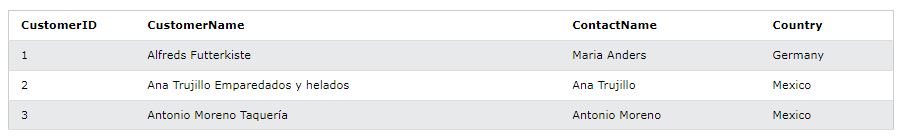 CustomerID CustomerName ContactName Country
1 Alfreds Futterkiste Maria Anders Germany
2 Ana Trujillo Emparedados y helados Ana Trujillo Mexico
3 Antonio Moreno Taquería Antonio Moreno Mexico